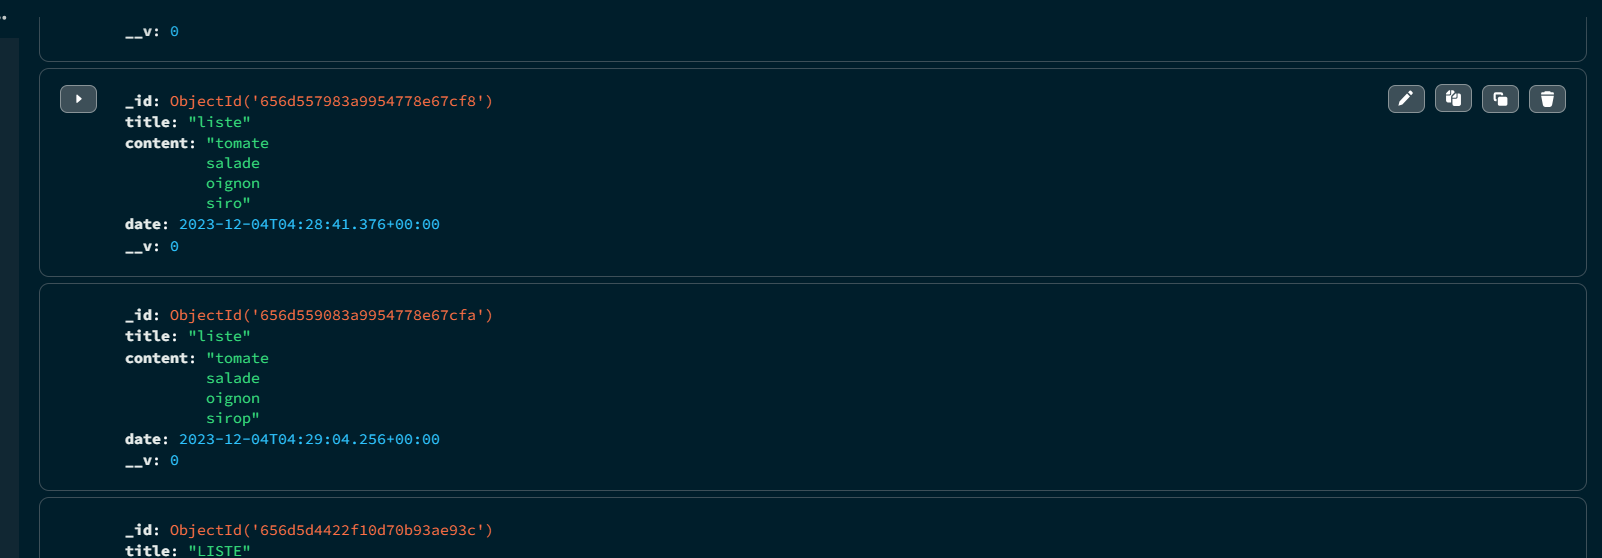 __v: 0
_id: ObjectId('656d557983a9954778e67cf8')
title: "liste"
content: "tomate
salade
oignon
siro"
date: 2023-12-04T04:28:41.376+00:00
__v: 0
_id: ObjectId('656d559083a9954778e67cfa')
title: "liste"
content: "tomate
salade
oignon
sirop"
date: 2023-12-04T04:29:04.256+00:00
__v: 0
_id: ObjectId('656d5d4422f10d70b93ae93c')
title: "LISTE"